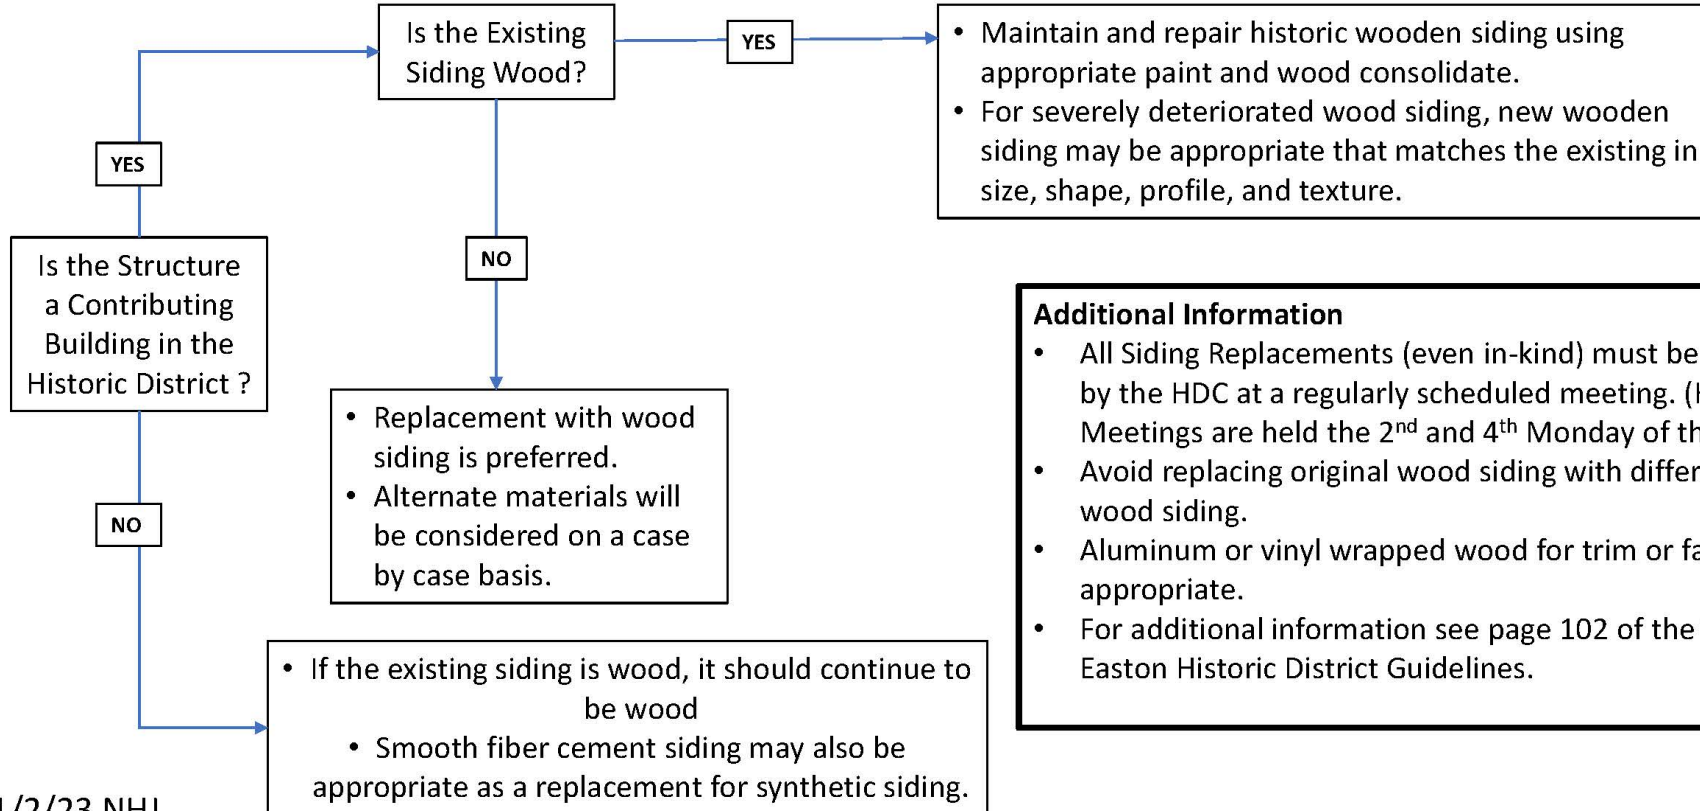 Is the Existing
Siding Wood?
YES
• Maintain and repair historic wooden siding using
appropriate paint and wood consolidate.
• For severely deteriorated wood siding, new wooden
siding may be appropriate that matches the existing in
size, shape, profile, and texture.
YES
NO
Is the Structure
a Contributing
Building in the
Historic District ?
• Replacement with wood
siding is preferred.
• Alternate materials will
be considered on a case
by case basis.
NO
• If the existing siding is wood, it should continue to
be wood
• Smooth fiber cement siding may also be
appropriate as a replacement for synthetic siding.
Additional Information
• All Siding Replacements (even in-kind) must be
by the HDC at a regularly scheduled meeting.
Meetings are held the 2nd and 4th Monday of
• Avoid replacing original wood siding with
wood siding.
• Aluminum or vinyl wrapped wood for trim or
appropriate.
• For additional information see page 102 of the
Easton Historic District Guidelines.
/2/23